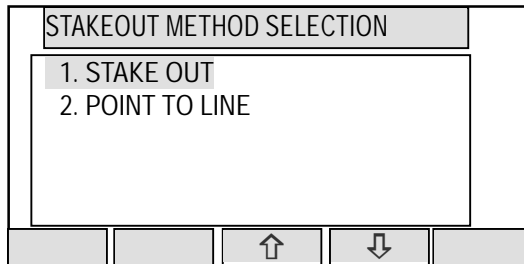 STAKEOUT METHOD SELECTION
1. STAKE OUT
2. POINT TO LINE